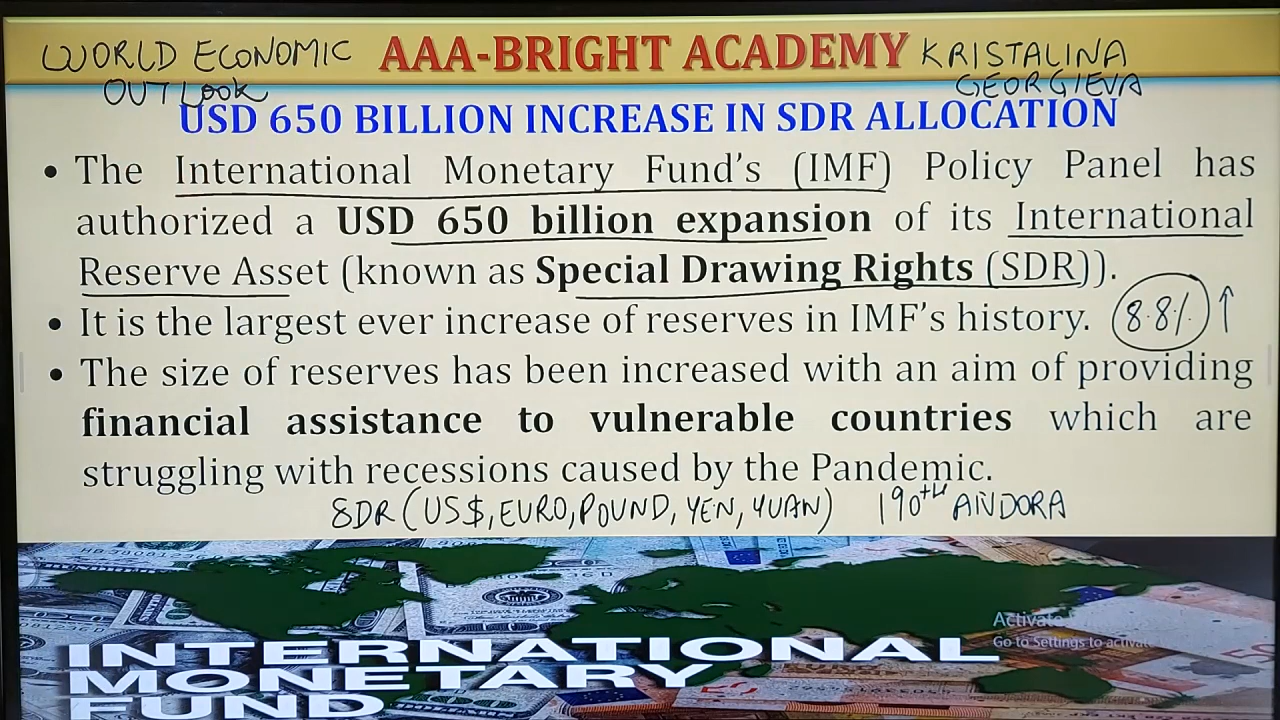 WORLD ECONOMIC AAA-BRIGHT ACADEMY KRISTALINA
OUTLook GEORGIEVA
USD 650 BILLION INCREASE IN SDR ALLOCATION
• The International Monetary Fund's (IMF) Policy Panel has
authorized a USD 650 billion expansion of its International
Reserve Asset (known as Special Drawing Rights (SDR)).
• It is the largest ever increase of reserves in IMF's history. 8.8% ↑
• The size of reserves has been increased with an aim of providing
financial assistance to vulnerable countries which are
struggling with recessions caused by the Pandemic.
SDR (US$, EURO, POUND, YEN, YUAN) 190th ANDORA
Activate
Go to Settings to activate
INTERNATIONAL
MONETARY
FUND